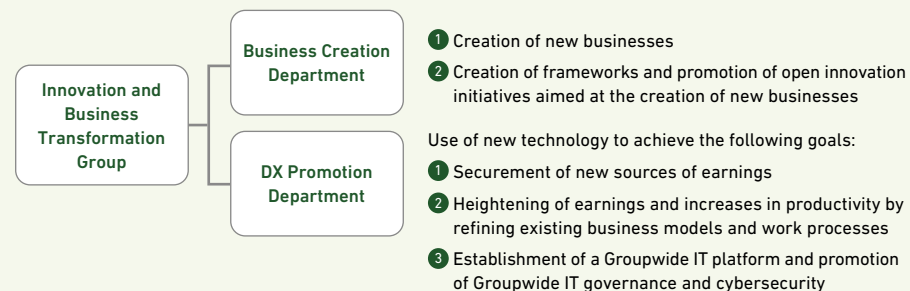 Innovation and
Business
Transformation
Group
Business Creation
Department
1 Creation of new businesses
2 Creation of frameworks and promotion of open innovation
initiatives aimed at the creation of new businesses
DX Promotion
Department
Use of new technology to achieve the following goals:
1 Securement of new sources of earnings
2 Heightening of earnings and increases in productivity by
refining existing business models and work processes
3 Establishment of a Groupwide IT platform and promotion
of Groupwide IT governance and cybersecurity